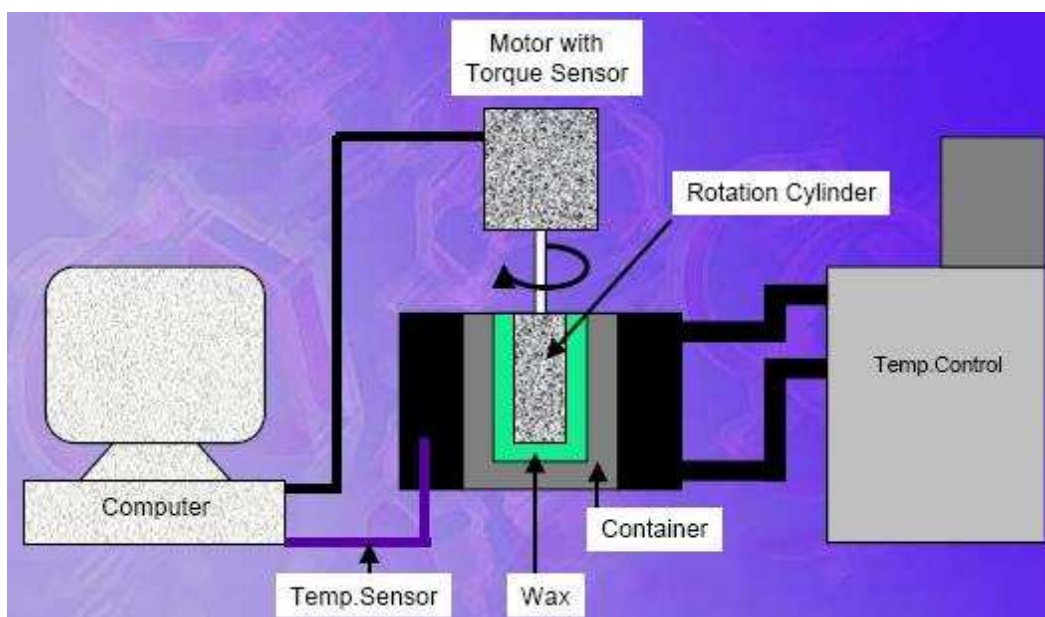 Motor with
Torque Sensor
Rotation Cylinder
Temp.Control
Computer
Container
Temp.Sensor
Wax